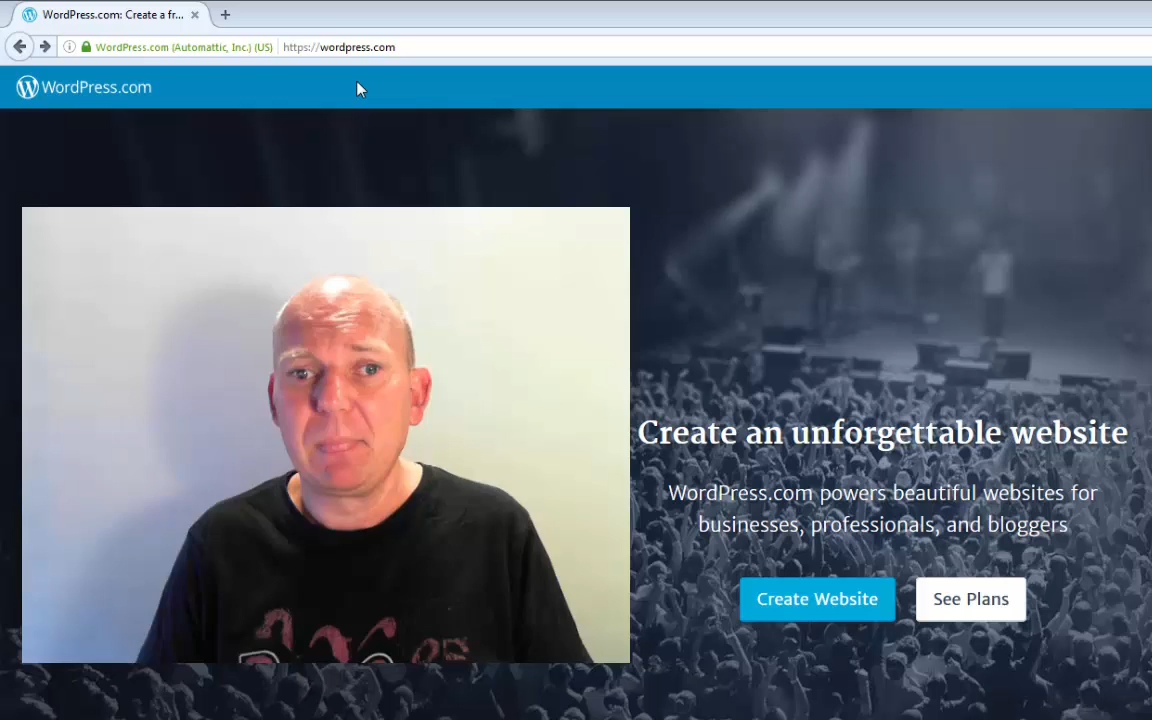 WordPress.com: Create a fr...
WordPress.com (Automattic, Inc.) (US) https://wordpress.com
WordPress.com
Create an unforgettable website
WordPress.com powers beautiful websites for
businesses, professionals, and bloggers
Create Website See Plans